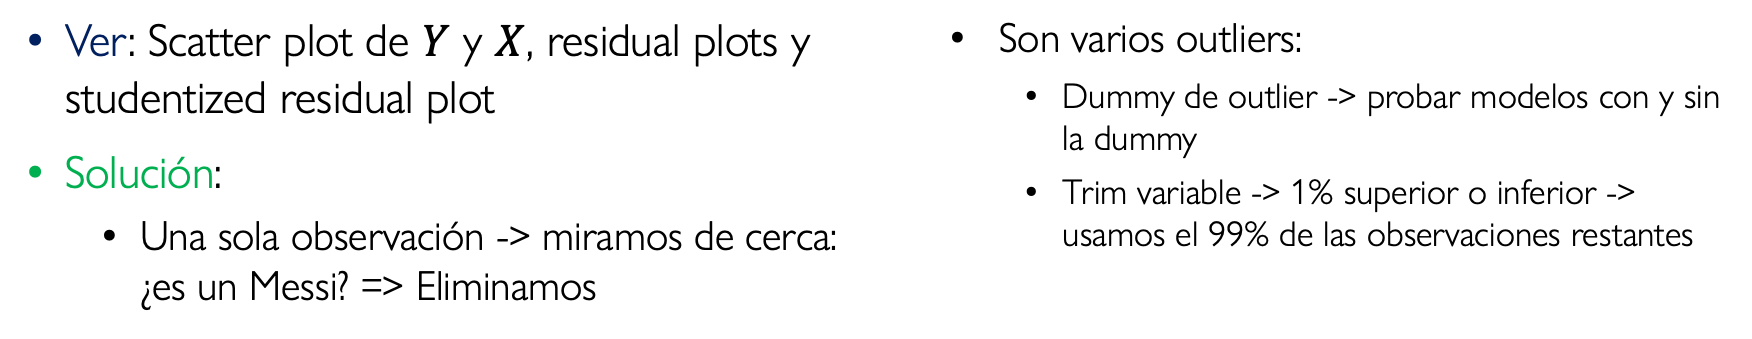 • Ver: Scatter plot de Y y X, residual plots y
studentized residual plot
• Solución:
• Una sola observación -> miramos de cerca:
¿es un Messi? => Eliminamos
• Son varios outliers:
• Dummy de outlier -> probar modelos con y sin
la dummy
• Trim variable -> 1% superior o inferior ->
usamos el 99% de las observaciones restantes